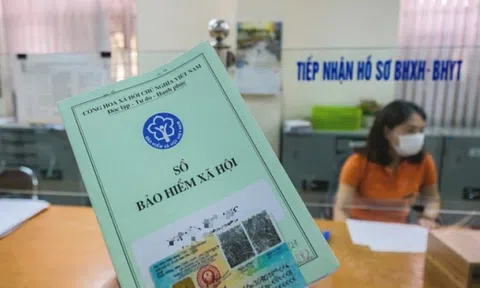 TIẾP NHẬN HỒ SƠ BHXH - BHYT
CỘNG HÒA XÃ HỘI CHỦ NGHĨA VIỆT NAM
Độc lập - Tự do - Hạnh phúc
SỔ
BẢO HIỂM XÃ HỘI